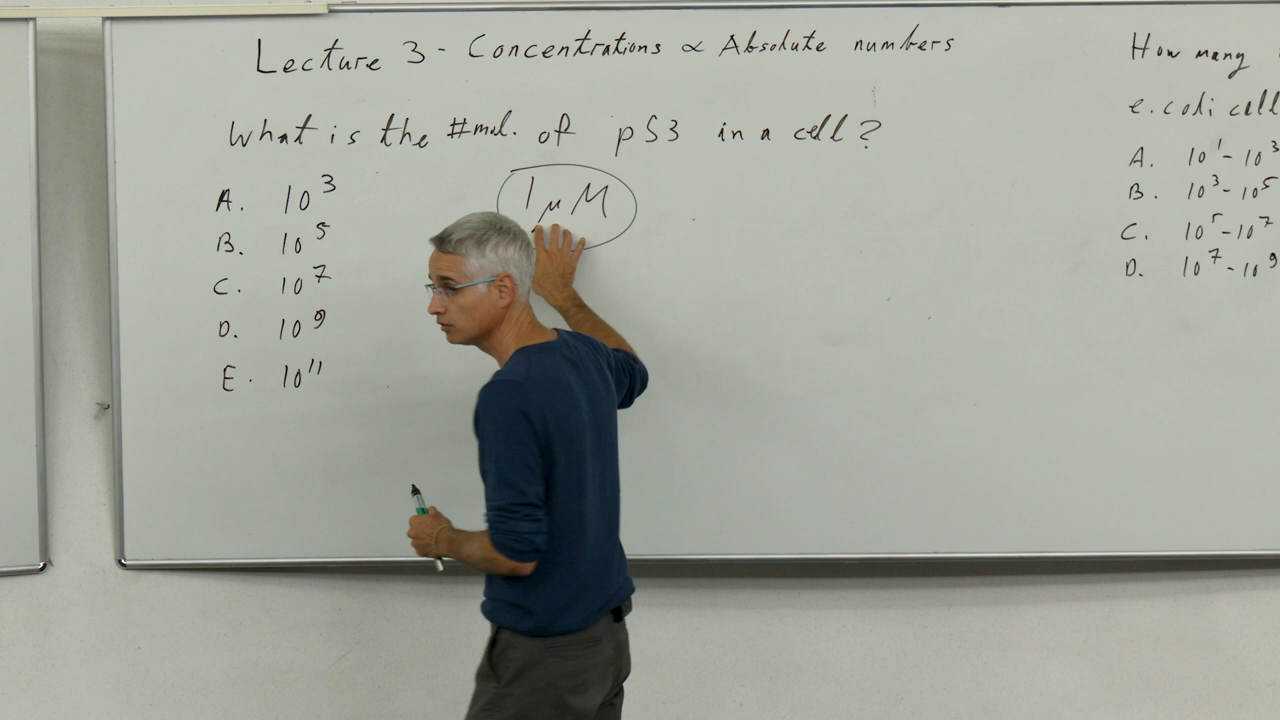 Lecture 3 - Concentrations ∝ Absolute numbers
What is the #mol. of p53 in a cell?
1 μM
A. 10³
B. 10⁵
C. 10⁷
D. 10⁹
E. 10¹¹
How many
e.coli cell
A. 10¹ - 10³
B. 10³ - 10⁵
C. 10⁵ - 10⁷
D. 10⁷ - 10⁹